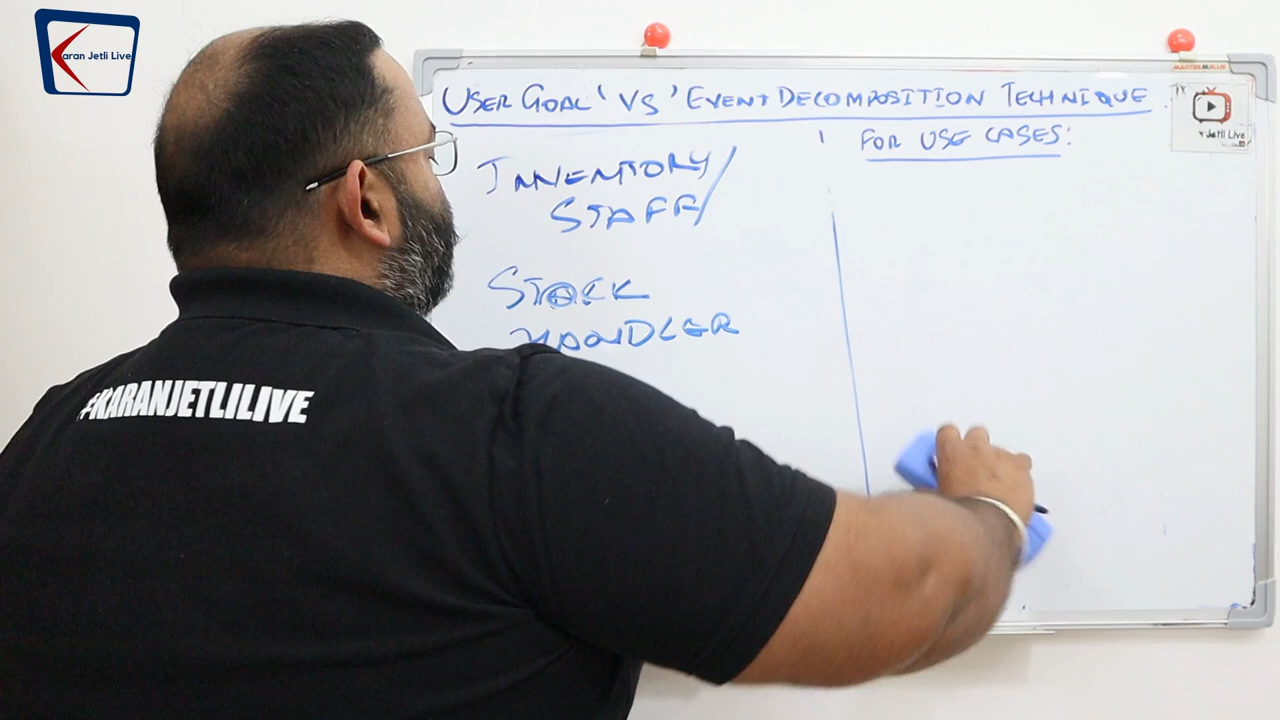 Karan Jetli Live
USER GOAL 'VS' EVENT DECOMPOSITION TECHNIQUE
FOR USE CASES:
INVENTORY/
STAFF/
STOCK
HANDLER
#KARANJETLILIVE
Jetli Live